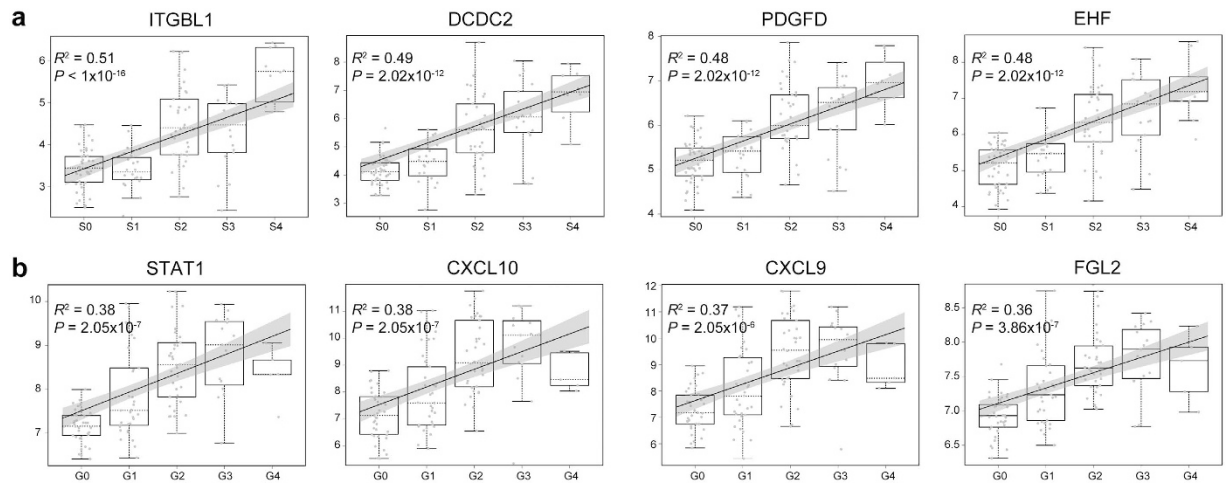 a
ITGBL1
DCDC2
PDGFD
EHF
R² = 0.51
P < 1x10⁻¹⁶
6
5
4
3
S0 S1 S2 S3 S4
R² = 0.49
P = 2.02x10⁻¹²
8
7
6
5
4
3
S0 S1 S2 S3 S4
R² = 0.48
P = 2.02x10⁻¹²
8
7
6
5
4
S0 S1 S2 S3 S4
R² = 0.48
P = 2.02x10⁻¹²
9
8
7
6
5
4
S0 S1 S2 S3 S4
b
STAT1
CXCL10
CXCL9
FGL2
R² = 0.38
P = 2.05x10⁻⁷
10
9
8
7
G0 G1 G2 G3 G4
R² = 0.38
P = 2.05x10⁻⁷
11
10
9
8
7
6
G0 G1 G2 G3 G4
R² = 0.37
P = 2.05x10⁻⁶
12
11
10
9
8
7
6
G0 G1 G2 G3 G4
R² = 0.36
P = 3.86x10⁻⁷
8.5
8.0
7.5
7.0
6.5
G0 G1 G2 G3 G4